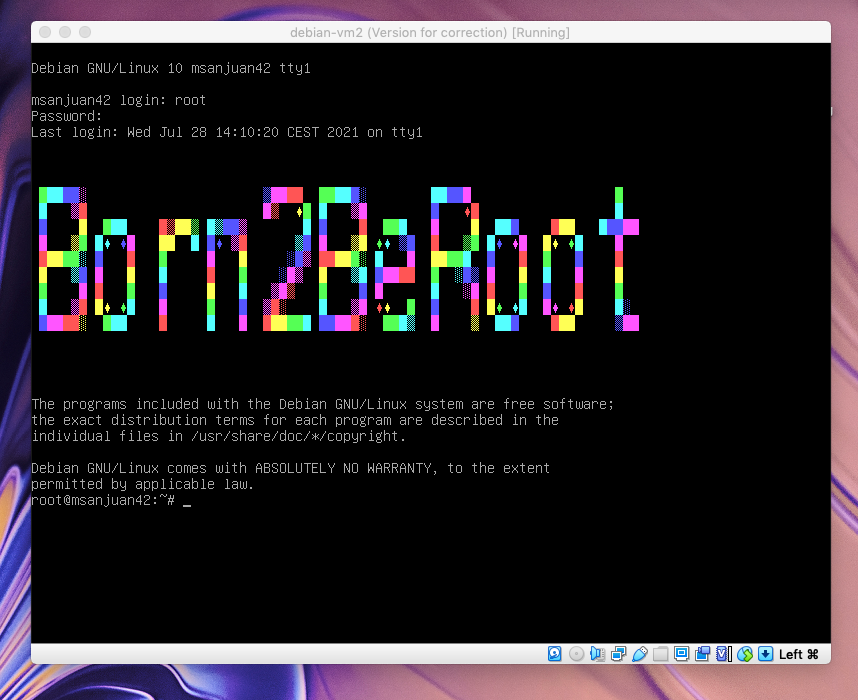 debian-vm2 (Version for correction) [Running]
Debian GNU/Linux 10 msanjuan42 tty1
msanjuan42 login: root
Password:
Last login: Wed Jul 28 14:10:20 CEST 2021 on tty1
Born2BeRoot
The programs included with the Debian GNU/Linux system are free software;
the exact distribution terms for each program are described in the
individual files in /usr/share/doc/*/copyright.
Debian GNU/Linux comes with ABSOLUTELY NO WARRANTY, to the extent
permitted by applicable law.
root@msanjuan42:~# _
Left ⌘